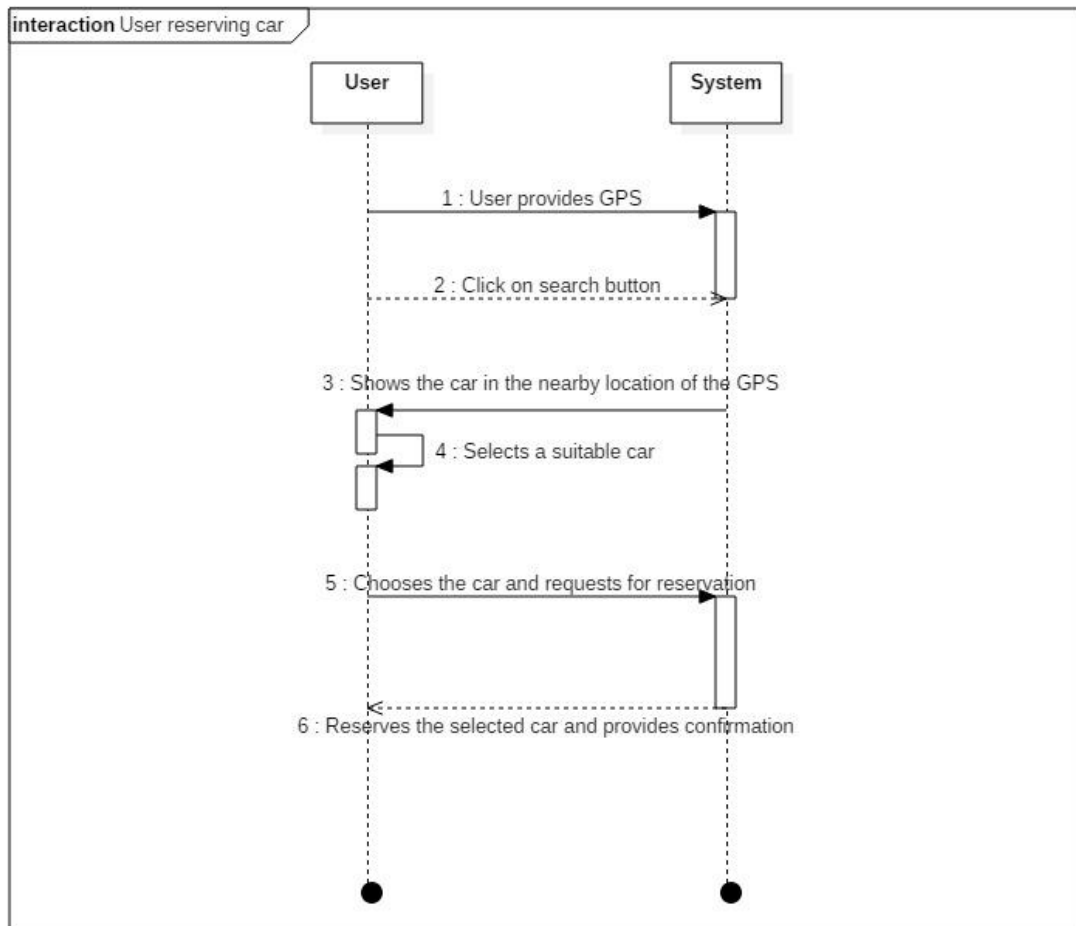 interaction User reserving car
User
System
1 : User provides GPS
2 : Click on search button
3 : Shows the car in the nearby location of the GPS
4 : Selects a suitable car
5 : Chooses the car and requests for reservation
6 : Reserves the selected car and provides confirmation